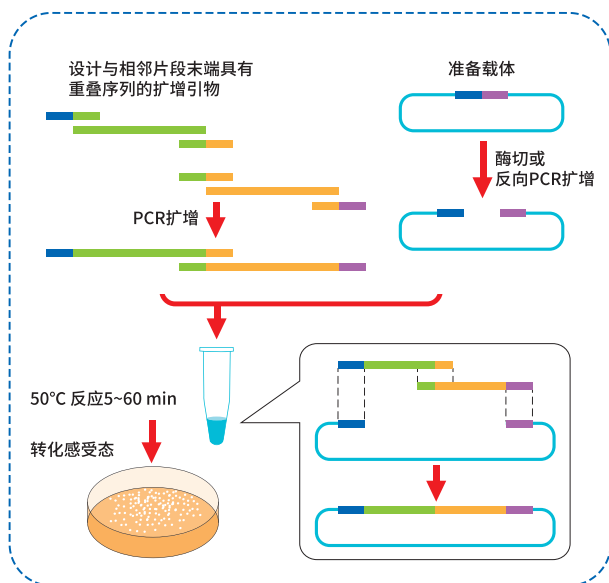 设计与相邻片段末端具有
重叠序列的扩增引物
准备载体
酶切或
反向PCR扩增
PCR扩增
50℃ 反应5~60 min
转化感受态